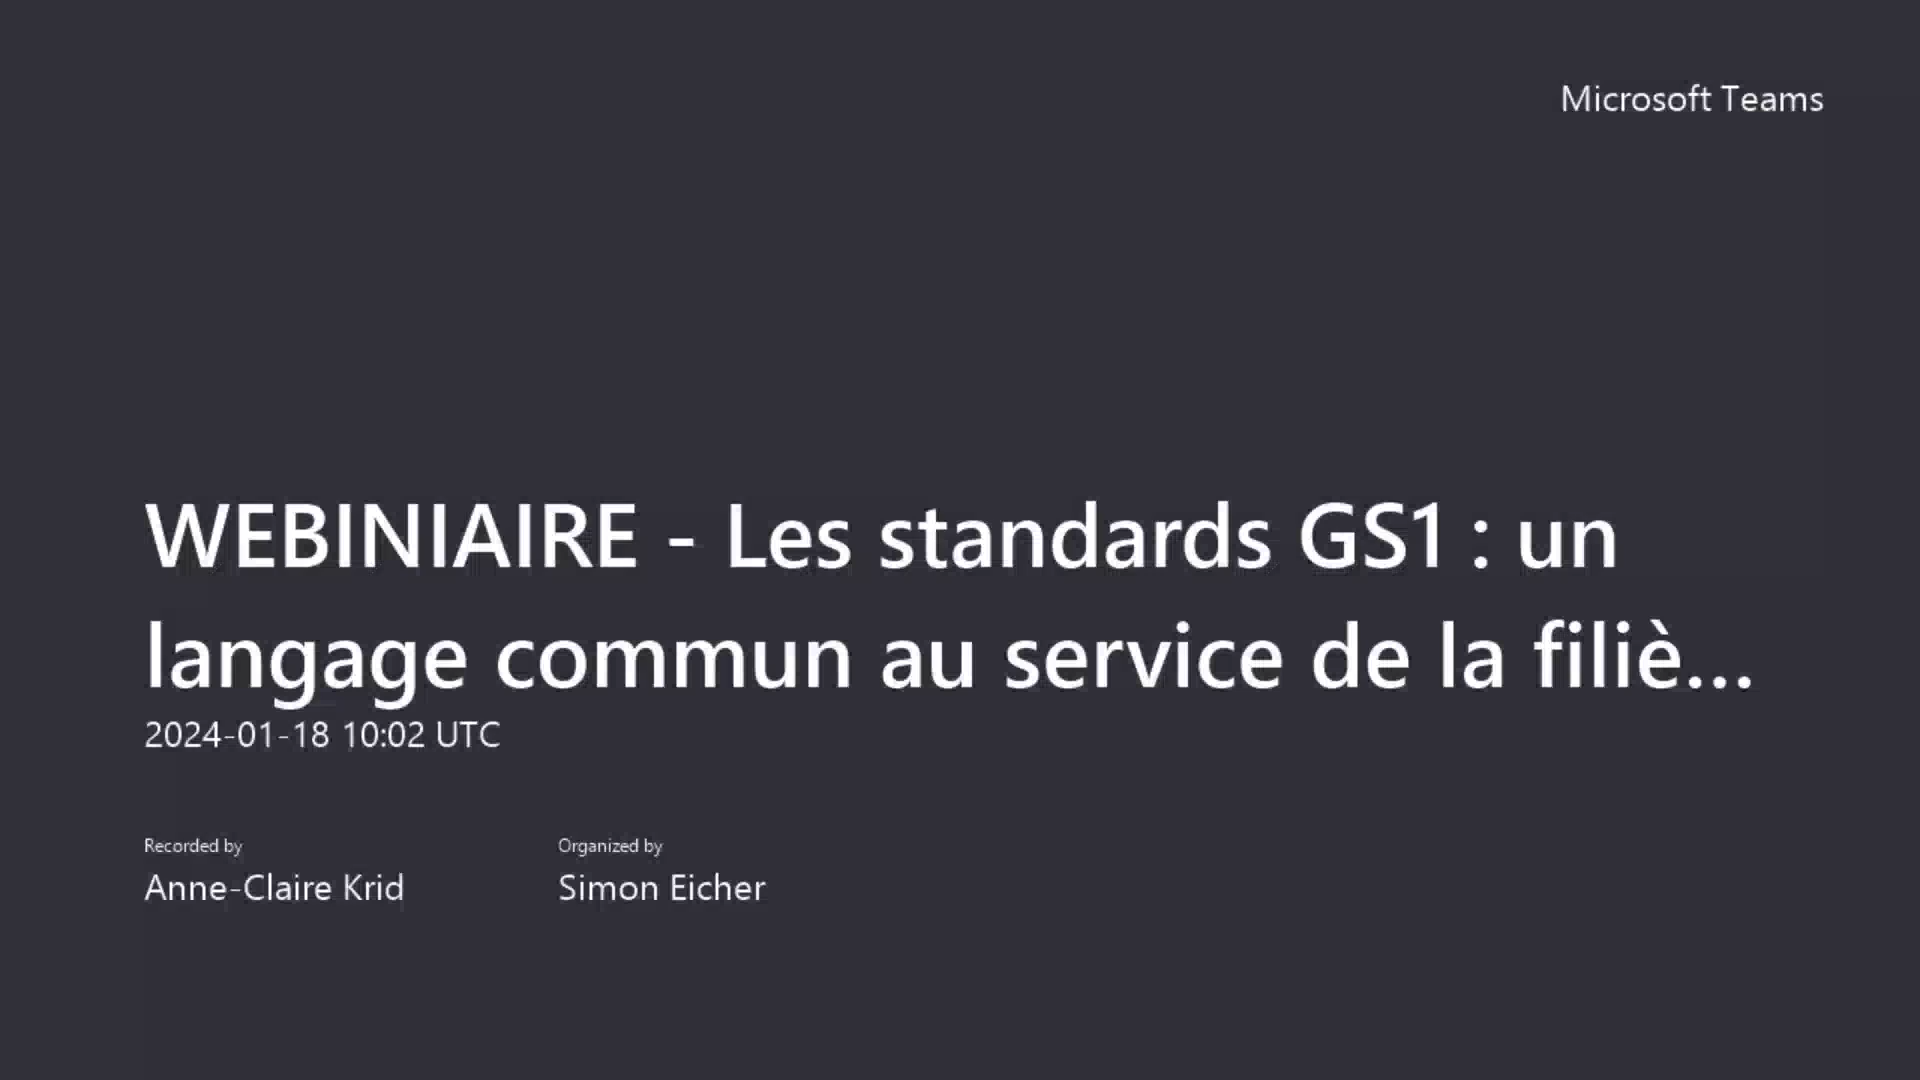 Microsoft Teams
WEBINIAIRE - Les standards GS1 : un
langage commun au service de la filiè...
2024-01-18 10:02 UTC
Recorded by
Organized by
Anne-Claire Krid
Simon Eicher